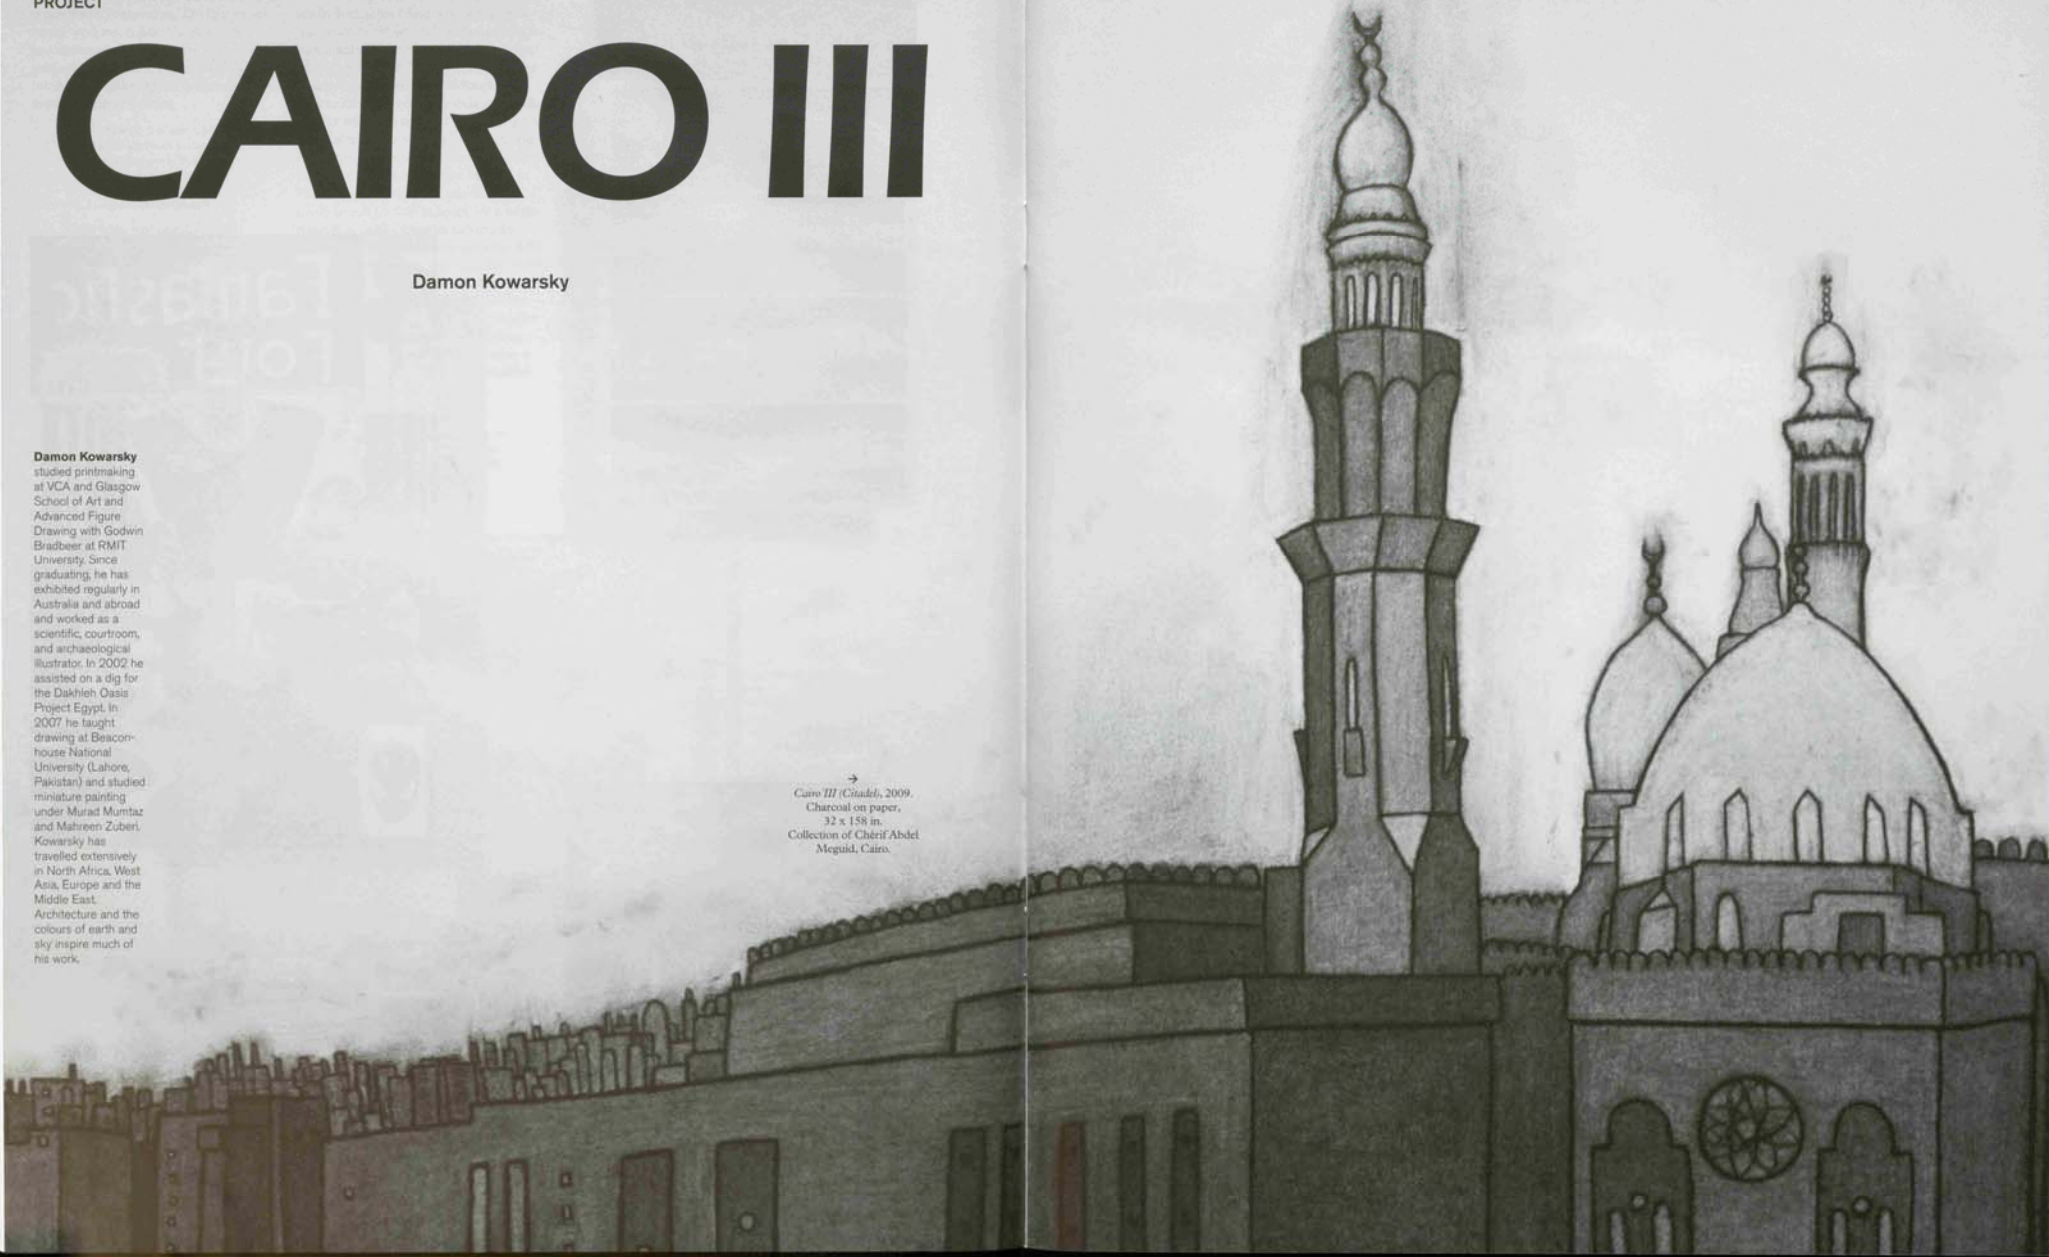 PROJECT
CAIRO III
Damon Kowarsky
Damon Kowarsky
studied printmaking
at VCA and Glasgow
School of Art and
Advanced Figure
Drawing with Godwin
Bradbeer at RMIT
University. Since
graduating, he has
exhibited regularly in
Australia and abroad
and worked as a
scientific, courtroom,
and archaeological
illustrator. In 2002 he
assisted on a dig for
the Dakhleh Oasis
Project Egypt. In
2007 he taught
drawing at Beacon-
house National
University (Lahore,
Pakistan) and studied
miniature painting
under Murad Mumtaz
and Mahreen Zuberi.
Kowarsky has
travelled extensively
in North Africa, West
Asia, Europe and the
Middle East.
Architecture and the
colours of earth and
sky inspire much of
his work.
→
Cairo III (Citadel), 2009.
Charcoal on paper,
32 x 158 in.
Collection of Chérif Abdel
Meguid, Cairo.